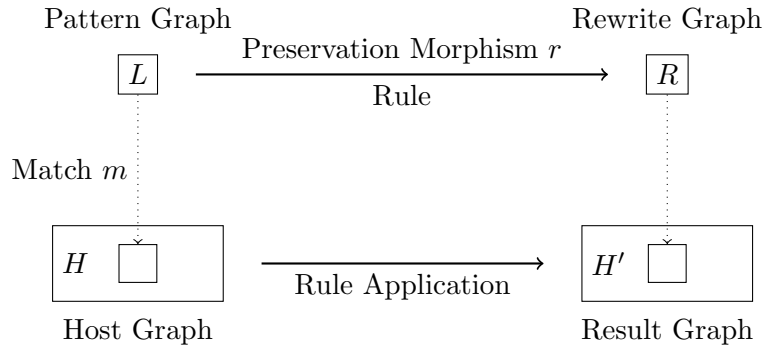 Pattern Graph
Rewrite Graph
Preservation Morphism r
L
R
Rule
Match m
H
H′
Rule Application
Host Graph
Result Graph